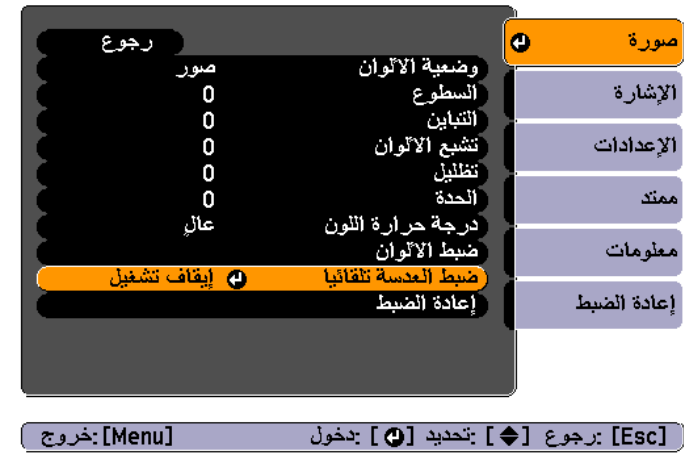 صورة
الإشارة
الإعدادات
ممتد
معلومات
إعادة الضبط
رجوع
وضعية الألوان صور
السطوع 0
التباين 0
تشبع الألوان 0
تظليل 0
الحدة 0
درجة حرارة اللون عالٍ
ضبط الألوان
ضبط العدسة تلقائيا إيقاف تشغيل
إعادة الضبط
[Esc] :رجوع [◆] :تحديد [↵] :دخول [Menu] :خروج